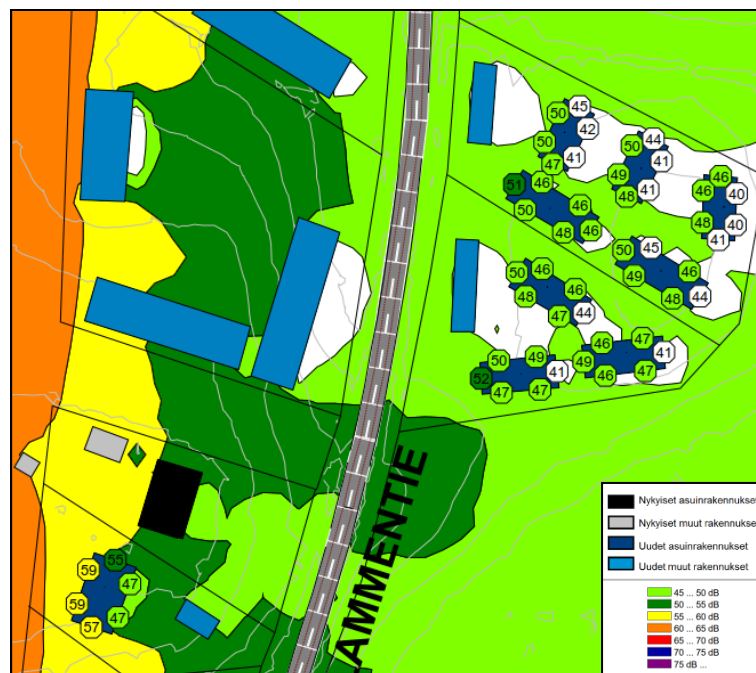 50 45
42
50 50 44
47 41 41
51 46 49 46 40
46 48 41 46
50 46 48 40
48 46 50 45 41
46 49 46
50 48 44
48 46
47 44 46 47
50 49 49 41
52 41 46 47
47 47
AMMENTIE
55
59 47
59 47
57
Nykyiset asuinrakennukset
Nykyiset muut rakennukset
Uudet asuinrakennukset
Uudet muut rakennukset
45 ... 50 dB
50 ... 55 dB
55 ... 60 dB
60 ... 65 dB
65 ... 70 dB
70 ... 75 dB
75 dB ...